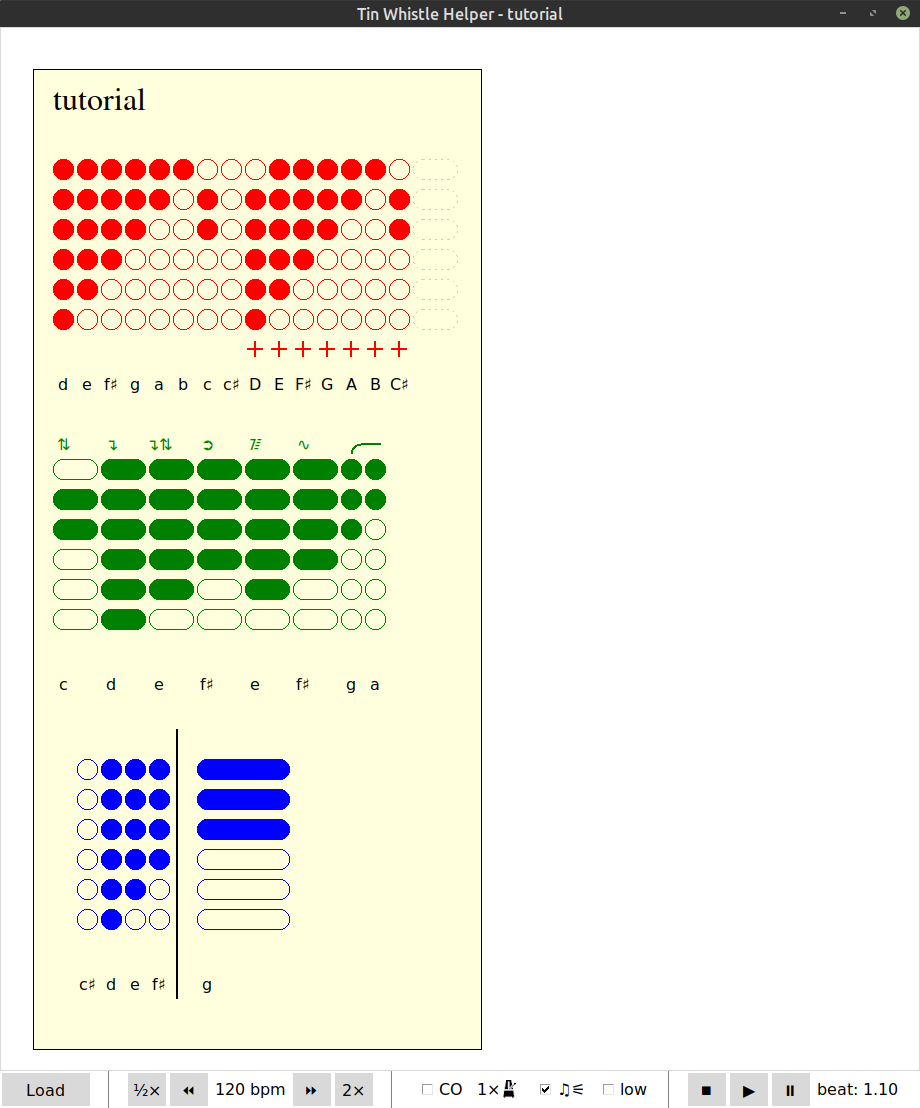 Tin Whistle Helper - tutorial
tutorial
+ + + + + + +
d e f♯ g a b c c♯ D E F♯ G A B C♯
c d e f♯ e f♯ g a
c♯ d e f♯ g
Load ½× ⏪ 120 bpm ⏩ 2× CO 1× low beat: 1.10